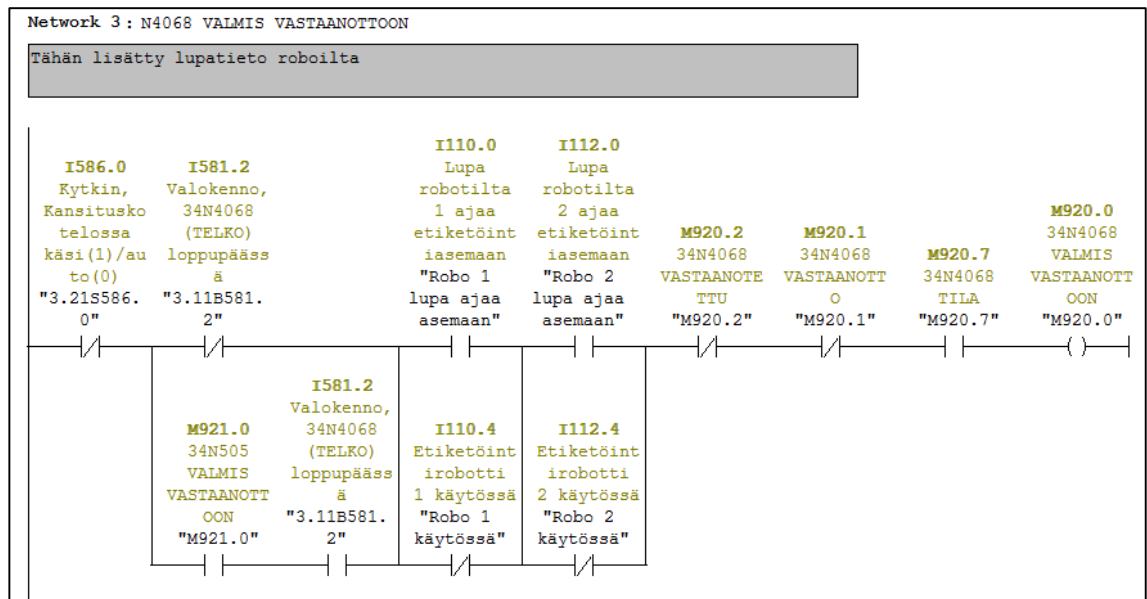 Network 3: N4068 VALMIS VASTAANOTTOON
Tähän lisätty lupatieto roboilta
I586.0
Kytkin,
Kansitusko
telossa
käsi(1)/au
to(0)
"3.21S586.
0"
I581.2
Valokenno,
34N4068
(TELKO)
loppupääss
ä
"3.11B581.
2"
I110.0
Lupa
robotilta
1 ajaa
etiketöint
iasemaan
"Robo 1
lupa ajaa
asemaan"
I112.0
Lupa
robotilta
2 ajaa
etiketöint
iasemaan
"Robo 2
lupa ajaa
asemaan"
M920.2
34N4068
VASTAANOTE
TTU
"M920.2"
M920.1
34N4068
VASTAANOTT
O
"M920.1"
M920.7
34N4068
TILA
"M920.7"
M920.0
34N4068
VALMIS
VASTAANOTT
OON
"M920.0"
M921.0
34N505
VALMIS
VASTAANOTT
OON
"M921.0"
I581.2
Valokenno,
34N4068
(TELKO)
loppupääss
ä
"3.11B581.
2"
I110.4
Etiketöint
irobotti
1 käytössä
"Robo 1
käytössä"
I112.4
Etiketöint
irobotti
2 käytössä
"Robo 2
käytössä"